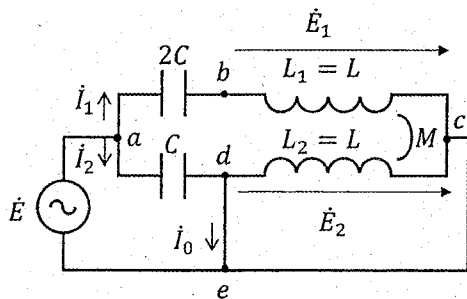 Ė₁
2C b L₁ = L
İ₁
a C d L₂ = L M c
İ₂
Ė İ₀ Ė₂
e